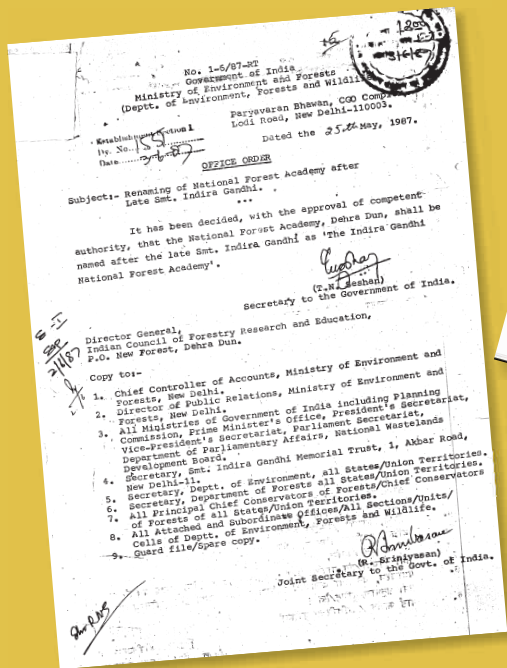 No. 1-6/87-RT
Government of India
Ministry of Environment and Forests
(Deptt. of Environment, Forests and Wildlife
Paryavaran Bhawan, CGO Complex
Lodi Road, New Delhi-110003.
Establishment Section I
Dy. No. 155
Date 3-6-87
Dated the 25th May, 1987.
OFFICE ORDER
Subject:- Renaming of National Forest Academy after
Late Smt. Indira Gandhi.
...
It has been decided, with the approval of competent
authority, that the National Forest Academy, Dehra Dun, shall be
named after the late Smt. Indira Gandhi as 'The Indira Gandhi
National Forest Academy'.
(T.N. Seshan)
Secretary to the Government of India.
Director General,
Indian Council of Forestry Research and Education,
P.O. New Forest, Dehra Dun.
Copy to:-
1. Chief Controller of Accounts, Ministry of Environment and
Forests, New Delhi.
2. Director of Public Relations, Ministry of Environment and
Forests, New Delhi.
3. All Ministries of Government of India including Planning
Commission, Prime Minister's Office, President's Secretariat,
Vice-President's Secretariat, Parliament Secretariat,
Department of Parliamentary Affairs, National Wastelands
Development Board.
4. Secretary, Smt. Indira Gandhi Memorial Trust, 1, Akbar Road,
New Delhi-11.
5. Secretary, Deptt. of Environment, all States/Union Territories.
6. Secretary, Department of Forests all States/Union Territories.
7. All Principal Chief Conservators of Forests/Chief Conservators
of Forests of all States/Union Territories.
8. All Attached and Subordinate Offices/All Sections/Units/
Cells of Deptt. of Environment, Forests and Wildlife.
9. Guard file/Spare copy.
(R. Srinivasan)
Joint Secretary to the Govt. of India.